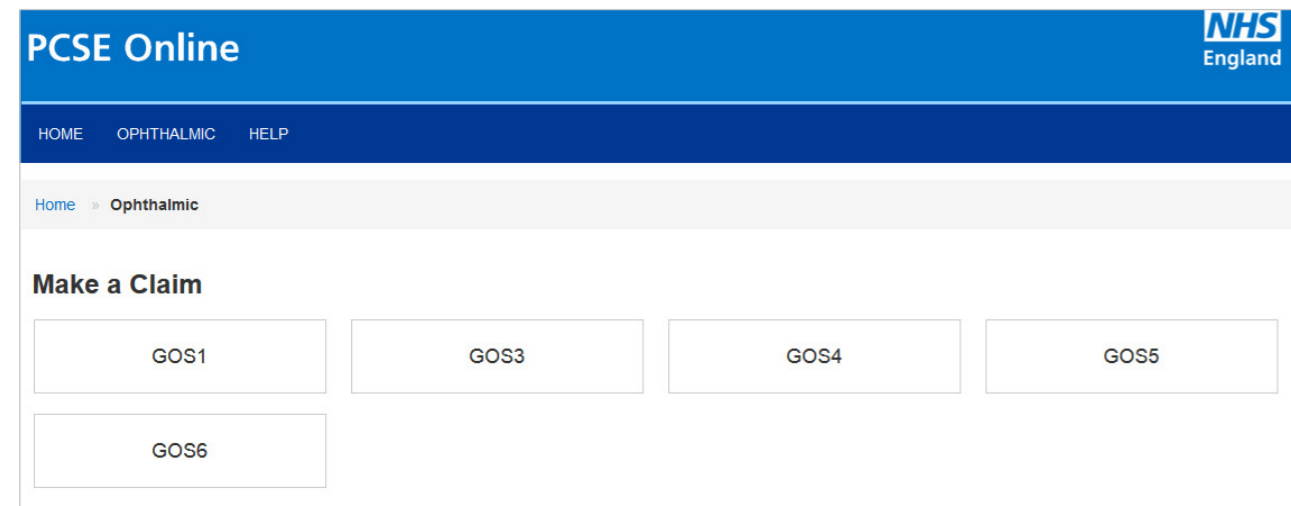 PCSE Online
NHS
England
HOME OPHTHALMIC HELP
Home » Ophthalmic
Make a Claim
GOS1 GOS3 GOS4 GOS5
GOS6